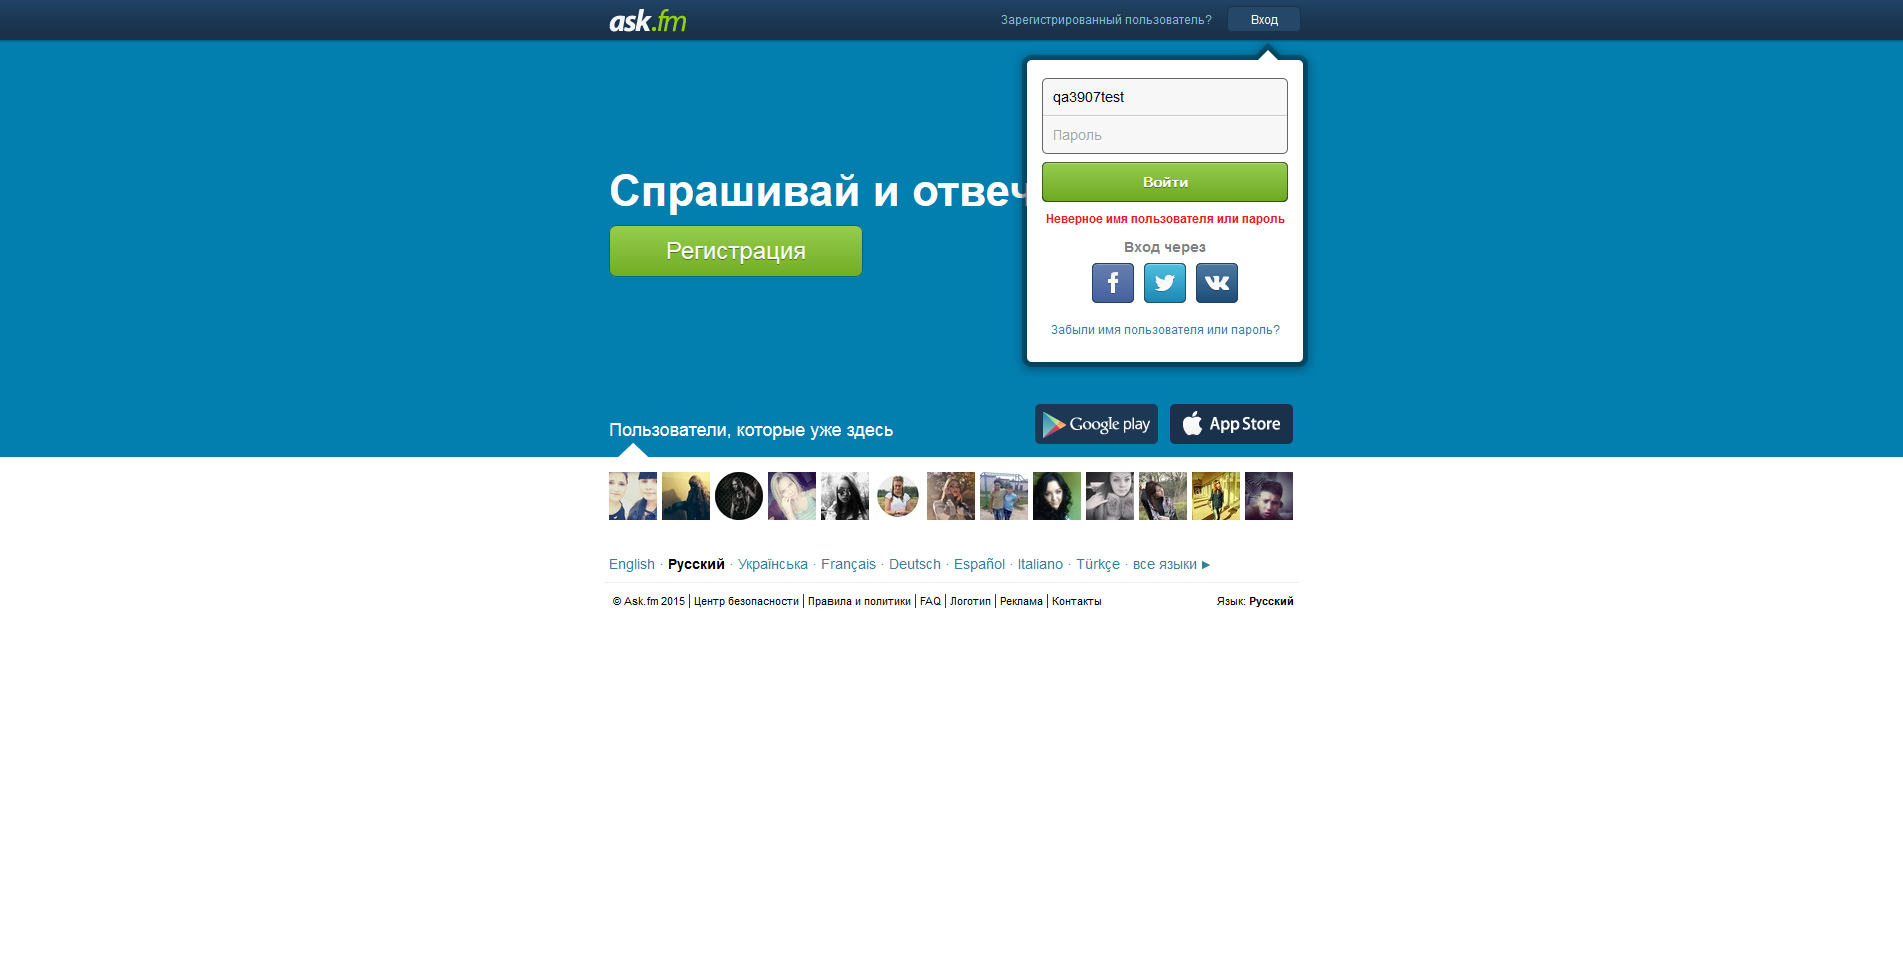 ask.fm
Зарегистрированный пользователь?
Вход
qa3907test
Пароль
Войти
Неверное имя пользователя или пароль
Вход через
Забыли имя пользователя или пароль?
Спрашивай и отвеч
Регистрация
Пользователи, которые уже здесь
Google play
App Store
English · Русский · Українська · Français · Deutsch · Español · Italiano · Türkçe · все языки ▶
© Ask.fm 2015 | Центр безопасности | Правила и политики | FAQ | Логотип | Реклама | Контакты
Язык: Русский